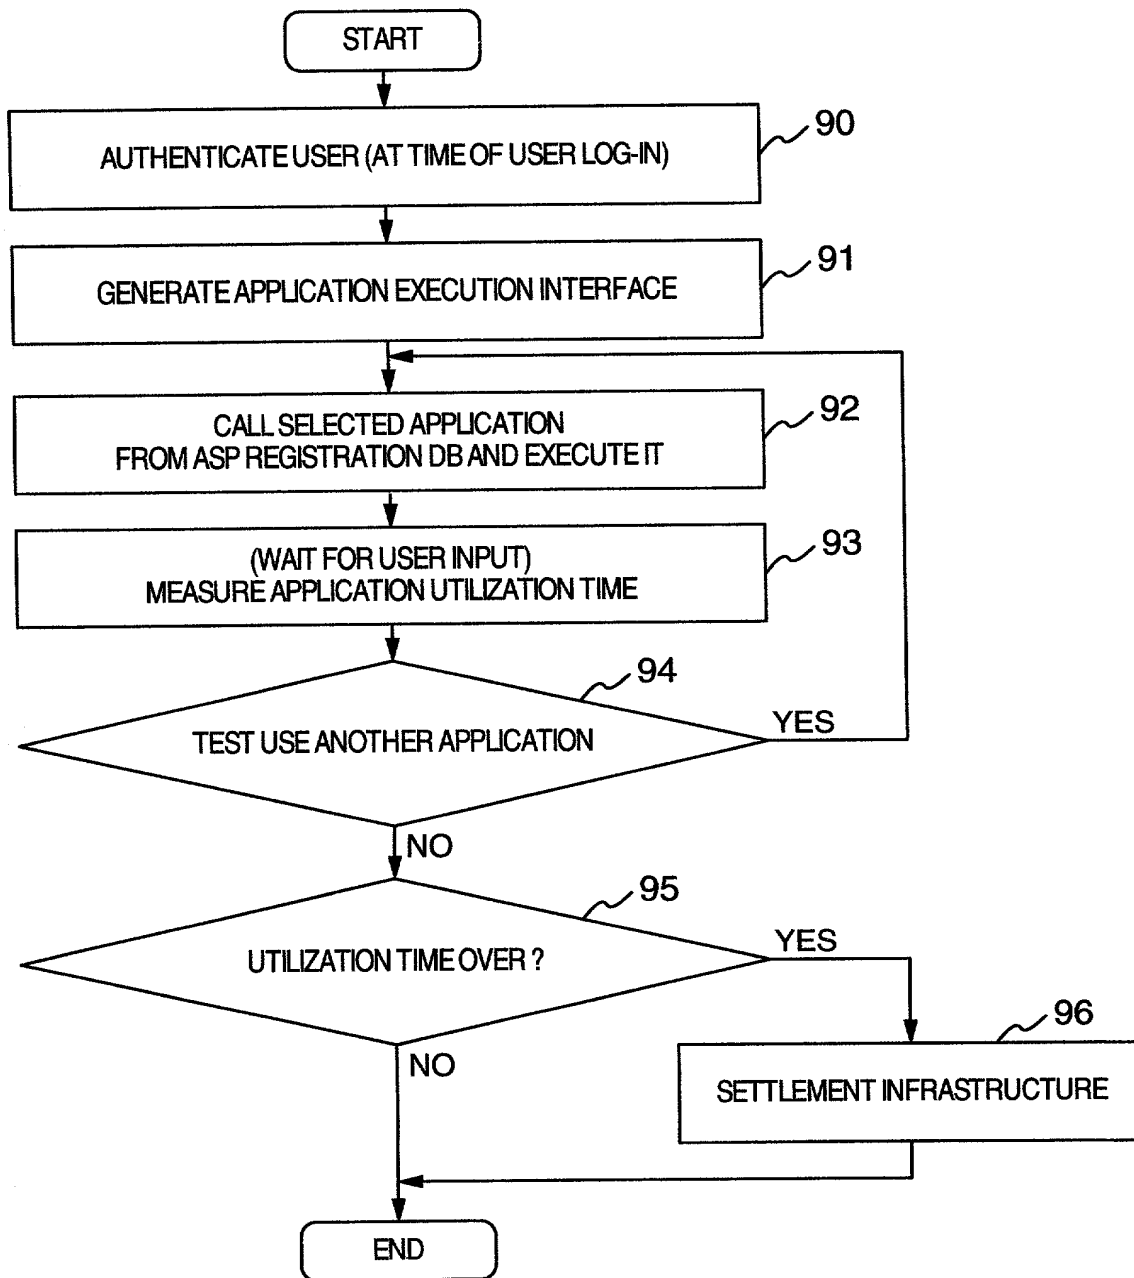 START
90
AUTHENTICATE USER (AT TIME OF USER LOG-IN)
91
GENERATE APPLICATION EXECUTION INTERFACE
92
CALL SELECTED APPLICATION
FROM ASP REGISTRATION DB AND EXECUTE IT
93
(WAIT FOR USER INPUT)
MEASURE APPLICATION UTILIZATION TIME
94
TEST USE ANOTHER APPLICATION
YES
NO
95
UTILIZATION TIME OVER ?
YES
NO
96
SETTLEMENT INFRASTRUCTURE
END